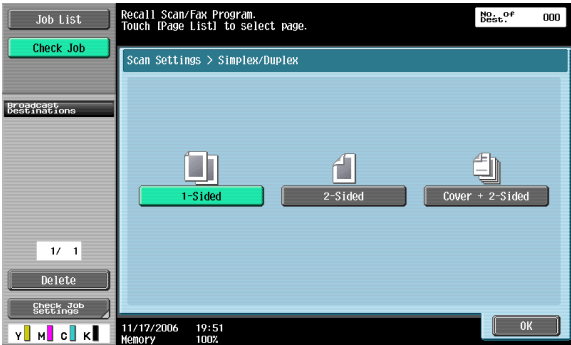 Job List
Check Job
Broadcast
Destinations
1/ 1
Delete
Check Job
Settings
Y M C K
Recall Scan/Fax Program.
Touch [Page List] to select page.
No. of
Dest. 000
Scan Settings > Simplex/Duplex
1-Sided
2-Sided
Cover + 2-Sided
OK
11/17/2006 19:51
Memory 100%